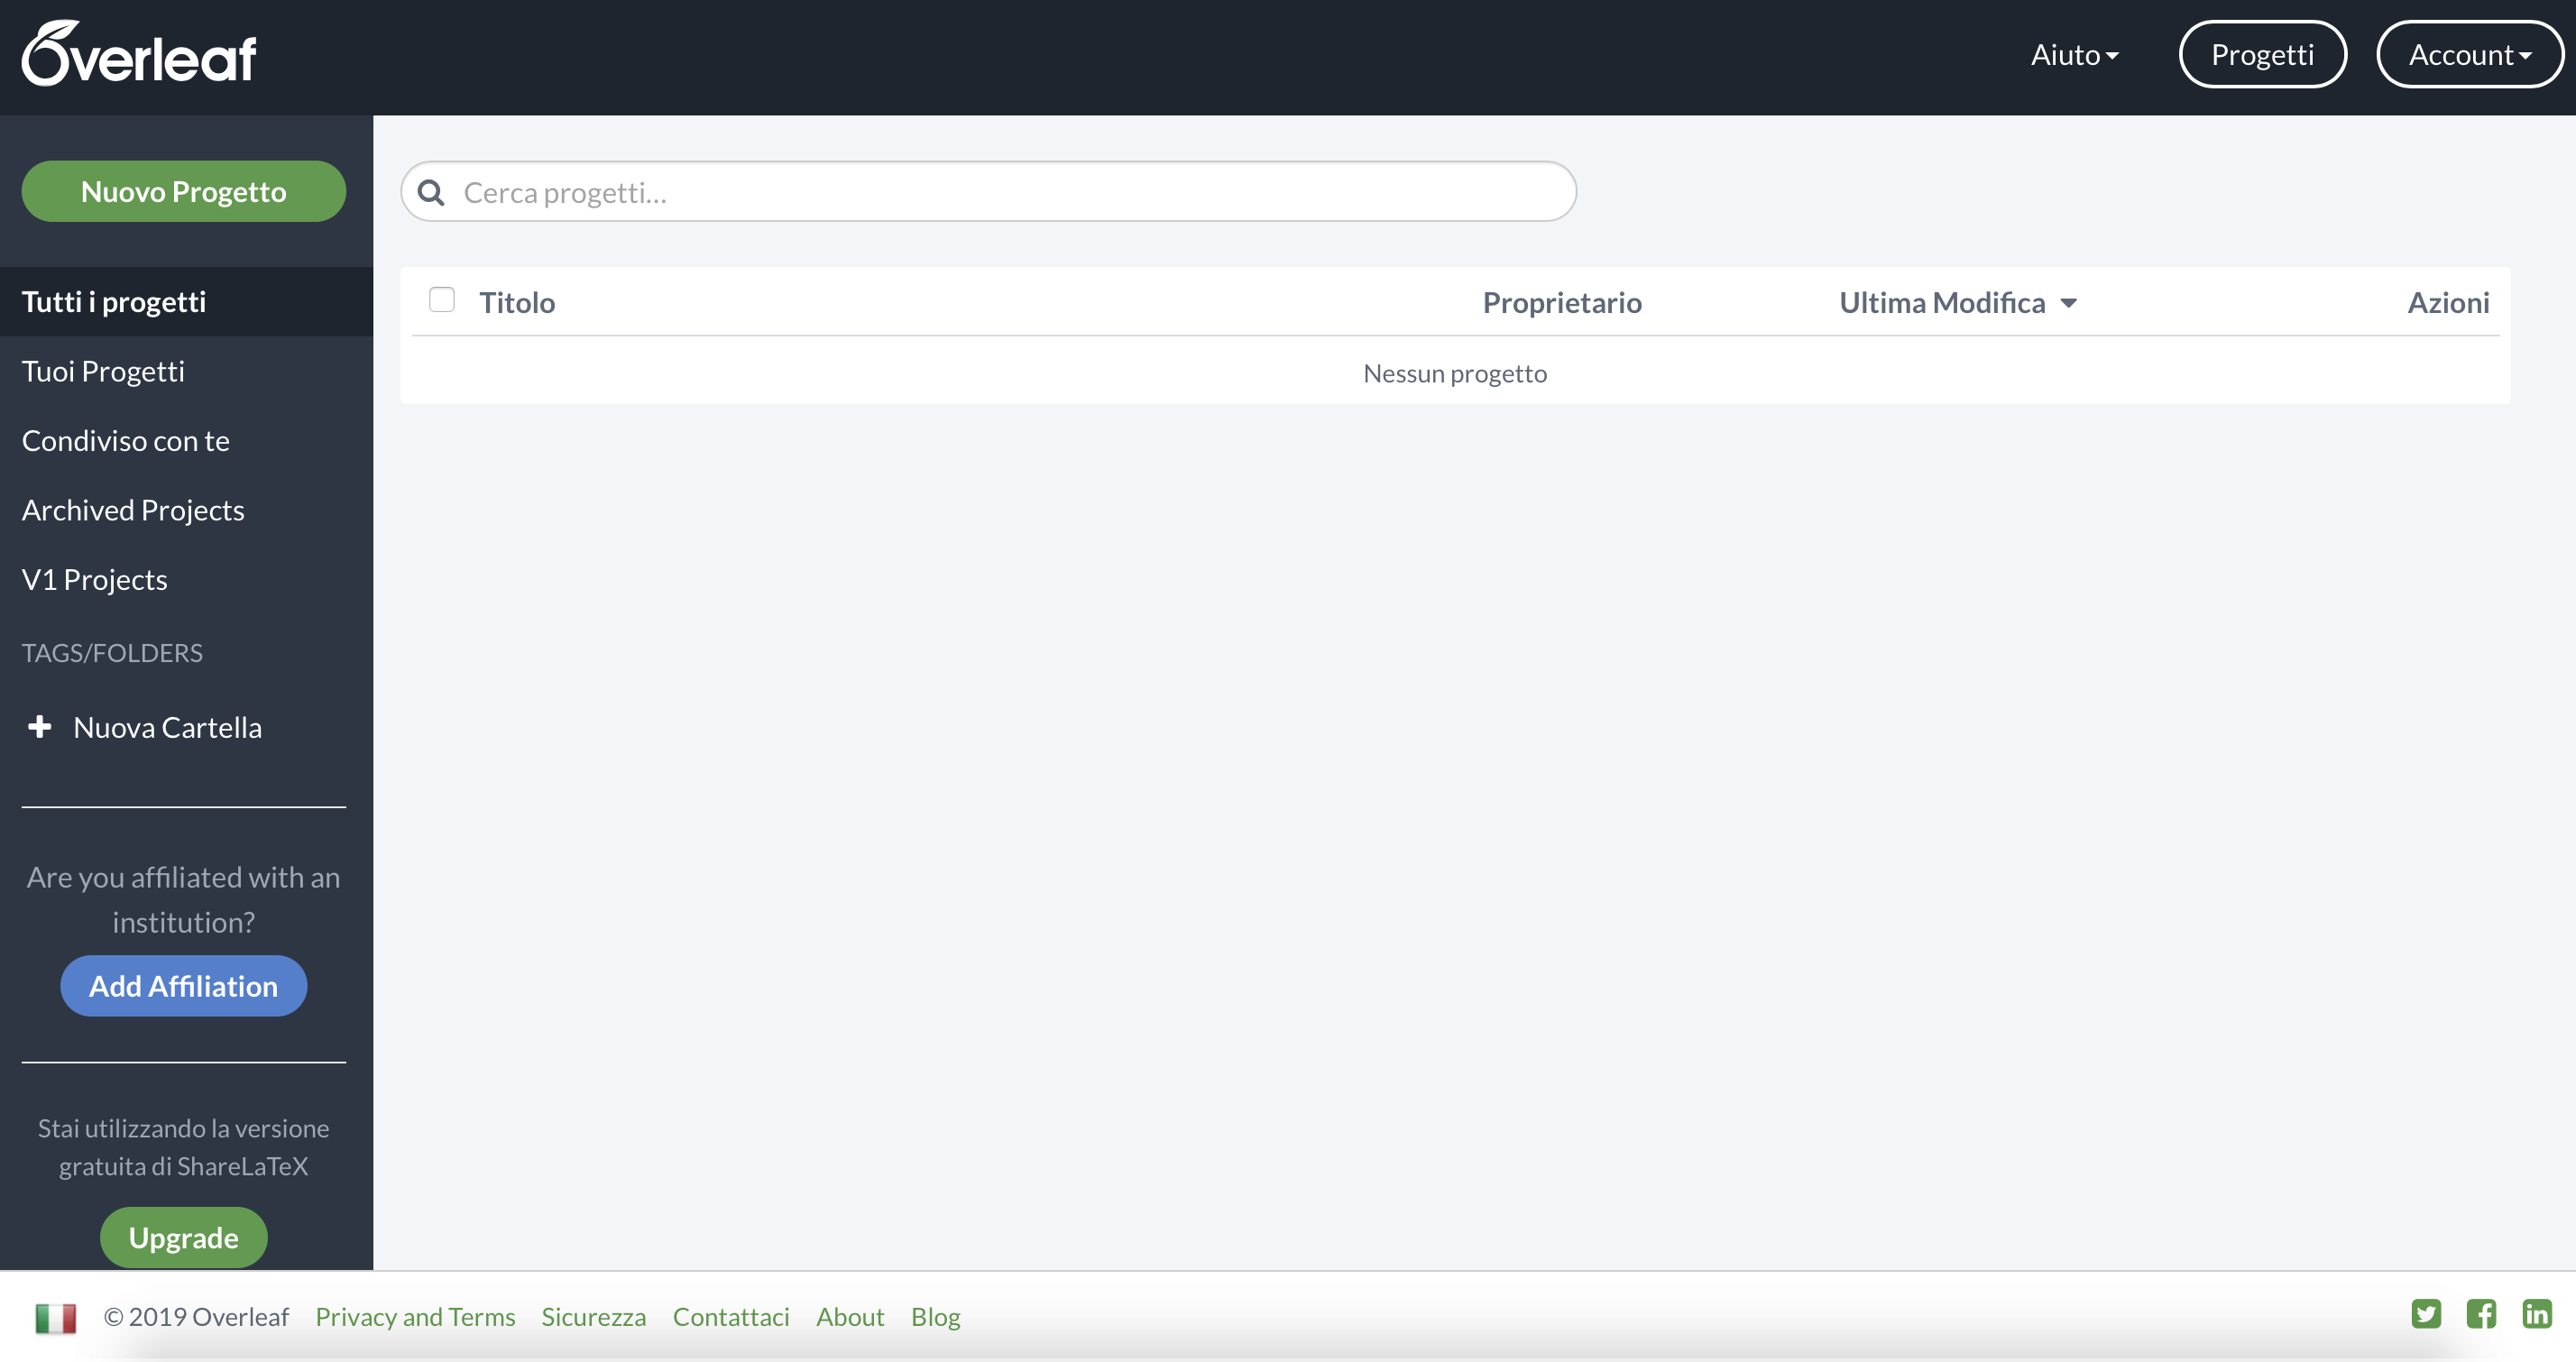 Overleaf
Aiuto
Progetti
Account
Nuovo Progetto
Tutti i progetti
Tuoi Progetti
Condiviso con te
Archived Projects
V1 Projects
TAGS/FOLDERS
Nuova Cartella
Are you affiliated with an
institution?
Add Affiliation
Stai utilizzando la versione
gratuita di ShareLaTeX
Upgrade
Cerca progetti…
Titolo Proprietario Ultima Modifica Azioni
Nessun progetto
© 2019 Overleaf Privacy and Terms Sicurezza Contattaci About Blog